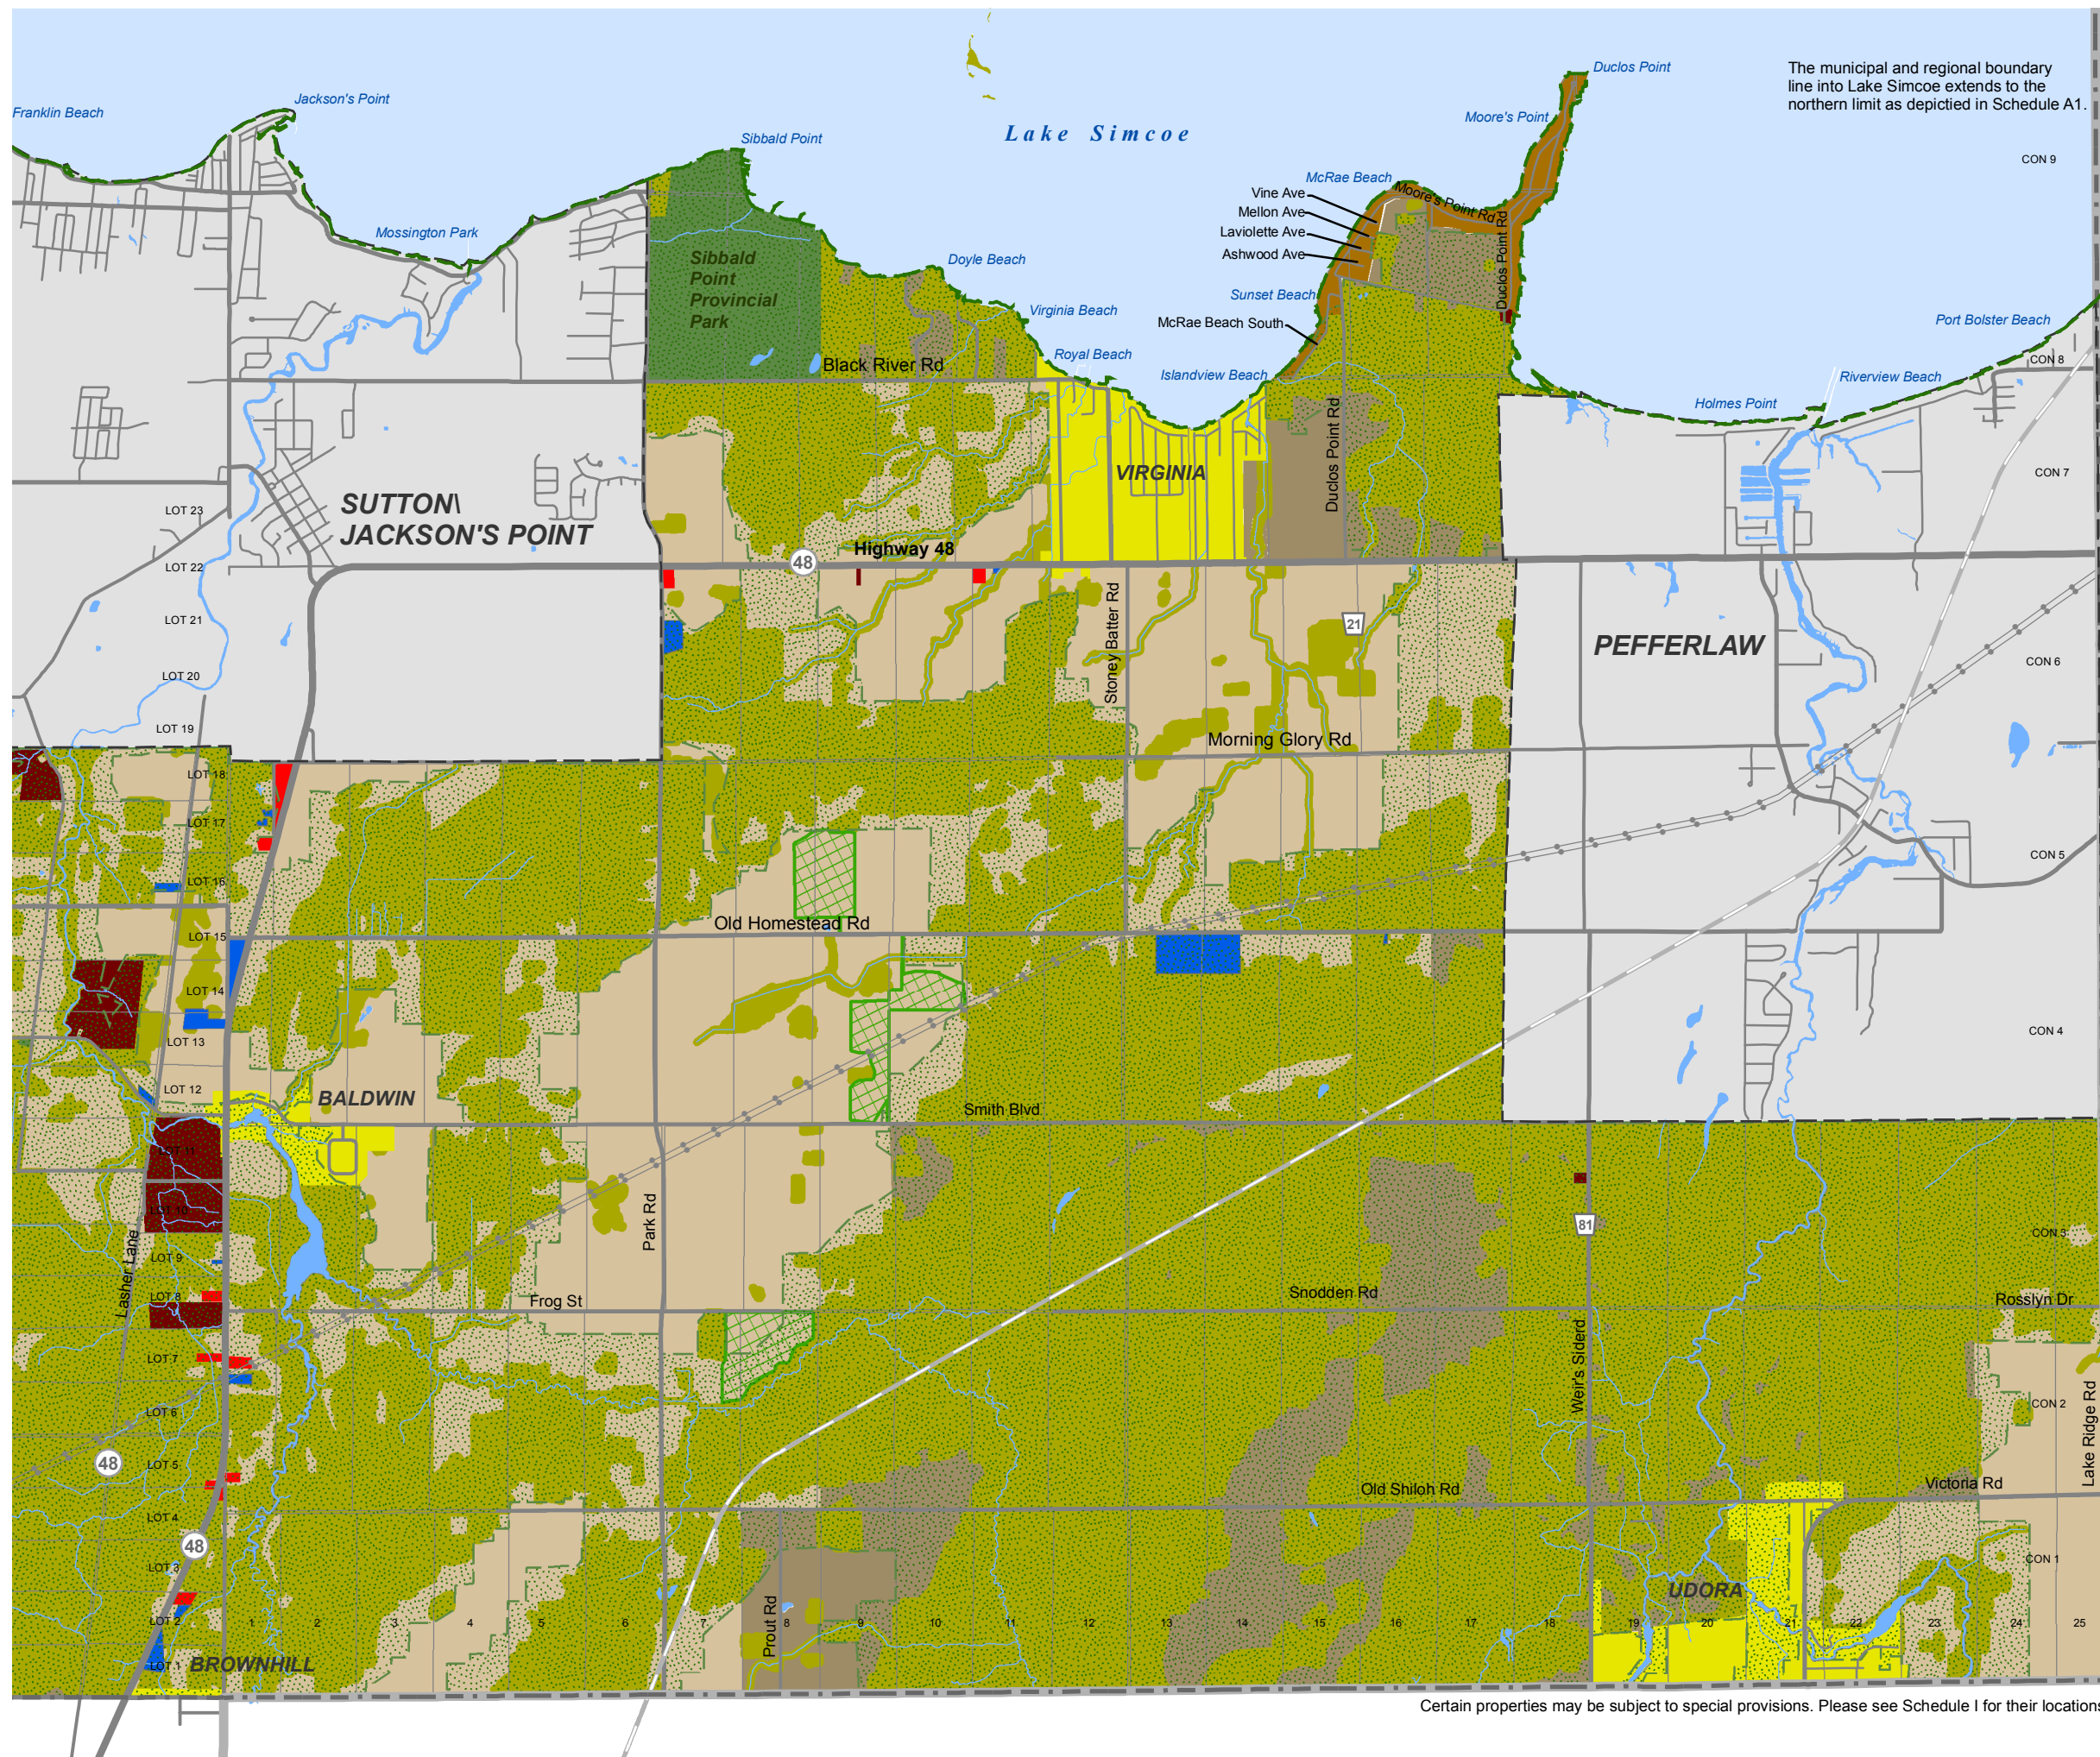 Duclos Point
The municipal and regional boundary
line into Lake Simcoe extends to the
northern limit as depictied in Schedule A1.
Franklin Beach
Jackson's Point
Moore's Point
Lake Simcoe
Sibbald Point
CON 9
McRae Beach
Moore's Point Rd
Vine Ave
Mellon Ave
Laviolette Ave
Ashwood Ave
Duclos Point Rd
Mossington Park
Sibbald
Point
Provincial
Park
Doyle Beach
Virginia Beach
Sunset Beach
McRae Beach South
Port Bolster Beach
Royal Beach
Black River Rd
CON 8
Islandview Beach
Riverview Beach
Holmes Point
Duclos Point Rd
VIRGINIA
CON 7
SUTTON\
JACKSON'S POINT
LOT 23
Highway 48
48
LOT 22
LOT 21
21
Stoney Batter Rd
PEFFERLAW
CON 6
LOT 20
LOT 19
Morning Glory Rd
LOT 18
LOT 17
CON 5
LOT 16
Old Homestead Rd
LOT 15
LOT 14
CON 4
LOT 13
LOT 12
BALDWIN
Smith Blvd
LOT 11
LOT 10
Park Rd
81
CON 3
Lasher Lane
LOT 9
LOT 8
Frog St
Snodden Rd
Rosslyn Dr
LOT 7
Weir's Siderd
CON 2
Lake Ridge Rd
LOT 6
48
LOT 5
Old Shiloh Rd
Victoria Rd
LOT 4
48
LOT 3
CON 1
UDORA
LOT 2
1 2 3 4 5 6 7 8 9 10 11 12 13 14 15 16 17 18 19 20 21 22 23 24 25
Prout Rd
LOT 1
BROWNHILL
Certain properties may be subject to special provisions. Please see Schedule I for their locations